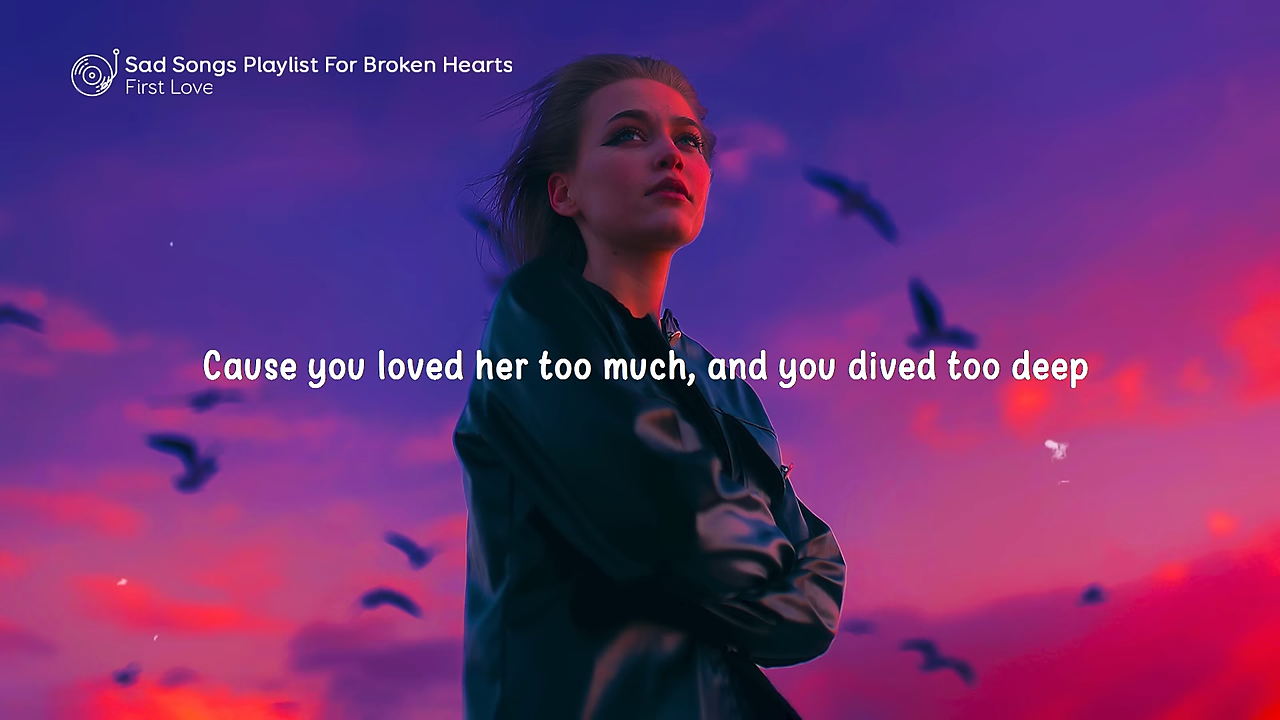 Sad Songs Playlist For Broken Hearts
First Love
Cause you loved her too much, and you dived too deep